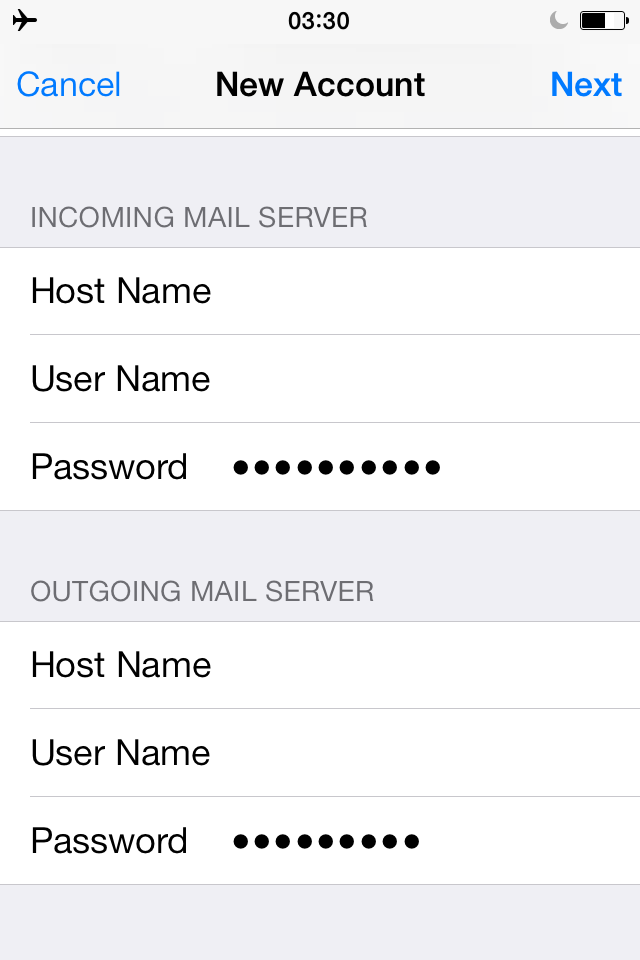 03:30
Cancel New Account Next
INCOMING MAIL SERVER
Host Name
User Name
Password ●●●●●●●●●●
OUTGOING MAIL SERVER
Host Name
User Name
Password ●●●●●●●●●